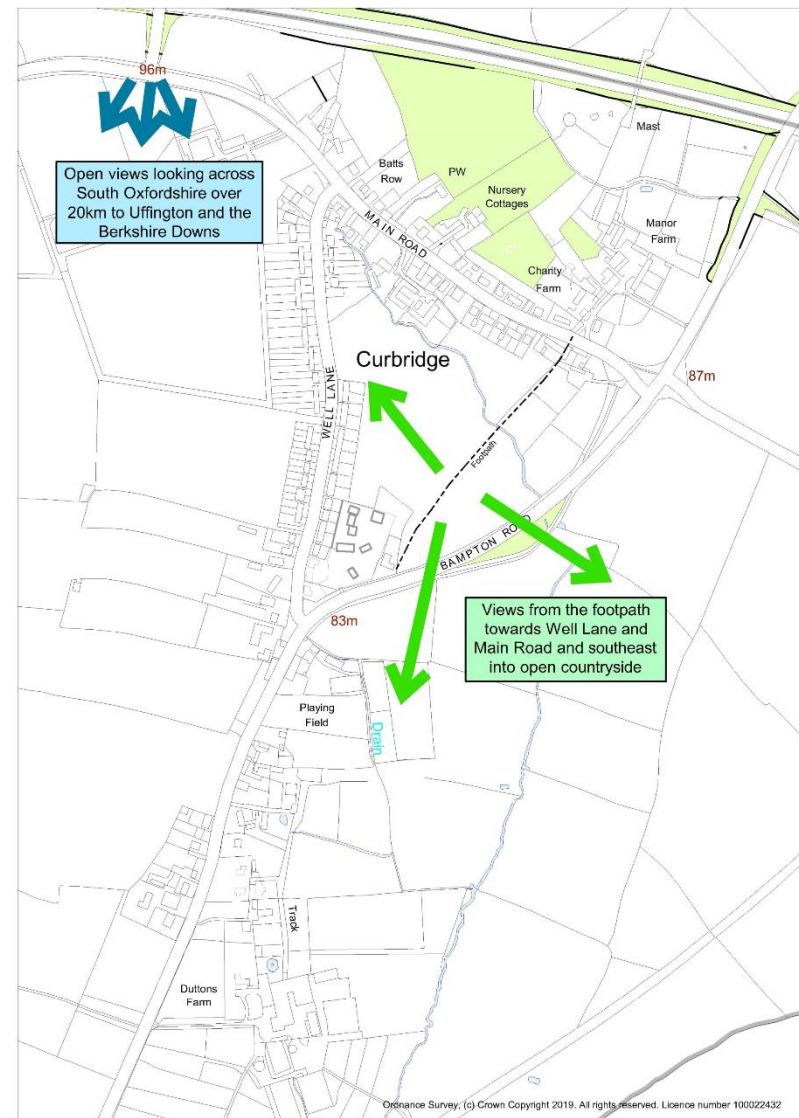 96m
Open views looking across
South Oxfordshire over
20km to Uffington and the
Berkshire Downs
Batts
Row
PW
Nursery
Cottages
Mast
Manor
Farm
MAIN ROAD
Charity
Farm
Curbridge
87m
WELL LANE
Footpath
BAMPTON ROAD
83m
Views from the footpath
towards Well Lane and
Main Road and southeast
into open countryside
Playing
Field
Drain
Track
Duttons
Farm
Ordnance Survey, (c) Crown Copyright 2019. All rights reserved. Licence number 100022432